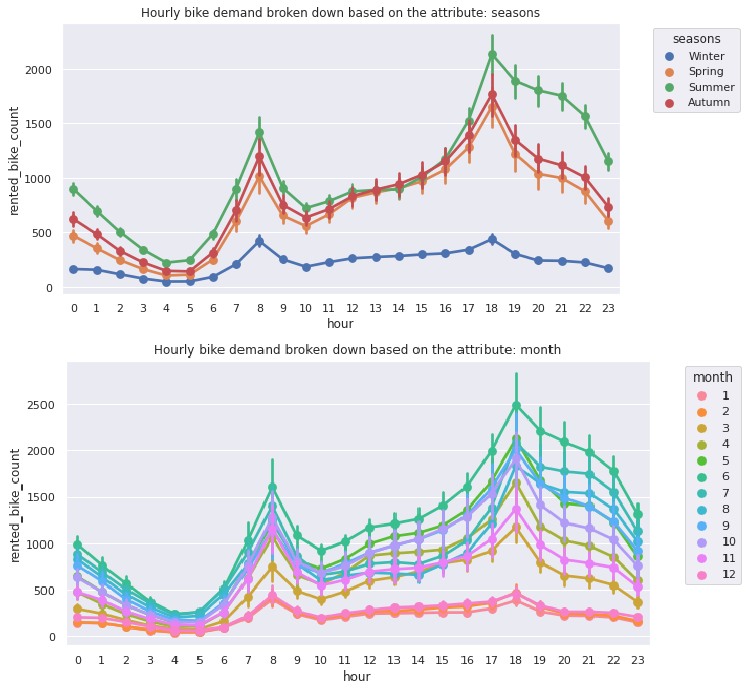 Hourly bike demand broken down based on the attribute: seasons
rented_bike_count
2000
1500
1000
500
0
0 1 2 3 4 5 6 7 8 9 10 11 12 13 14 15 16 17 18 19 20 21 22 23
hour
seasons
Winter
Spring
Summer
Autumn
Hourly bike demand broken down based on the attribute: month
rented_bike_count
2500
2000
1500
1000
500
0
0 1 2 3 4 5 6 7 8 9 10 11 12 13 14 15 16 17 18 19 20 21 22 23
hour
month
1
2
3
4
5
6
7
8
9
10
11
12